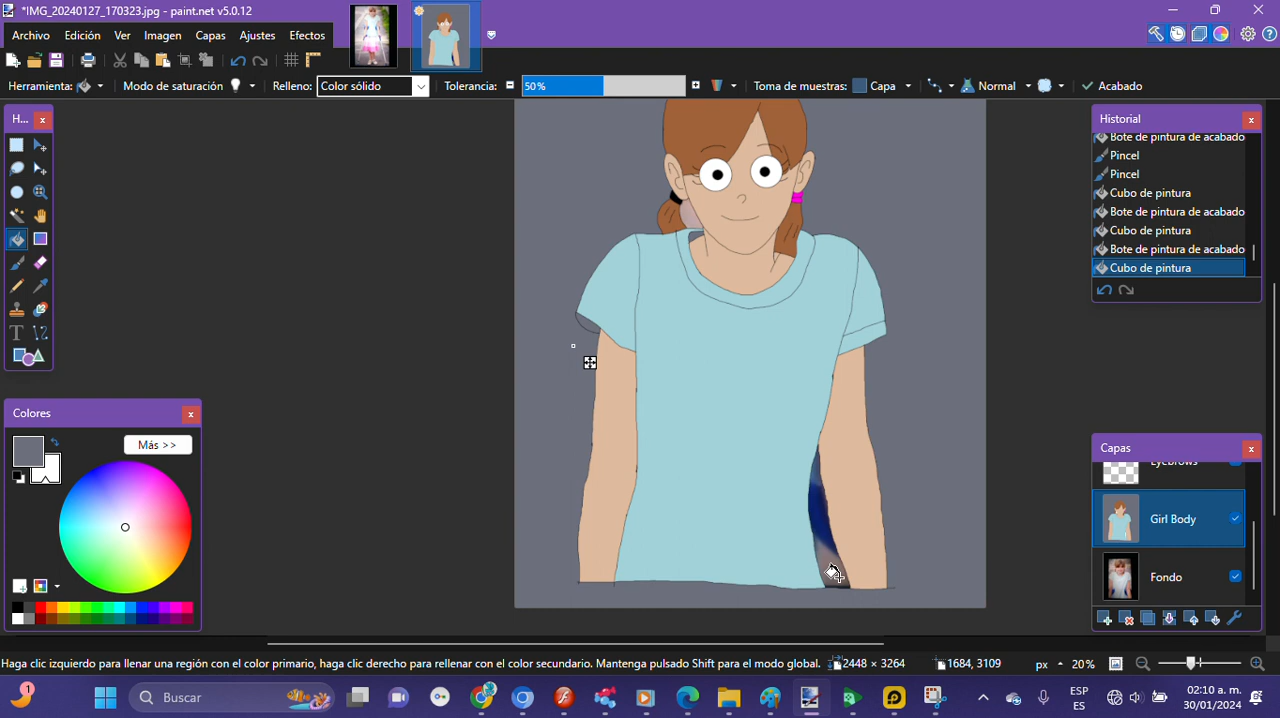 *IMG_20240127_170323.jpg - paint.net v5.0.12
Archivo Edición Ver Imagen Capas Ajustes Efectos
Herramienta: Modo de saturación Relleno: Color sólido Tolerancia: 50% Toma de muestras: Capa Normal Acabado
H... x
Historial x
Bote de pintura de acabado
Pincel
Pincel
Cubo de pintura
Bote de pintura de acabado
Cubo de pintura
Bote de pintura de acabado
Cubo de pintura
Colores x
Más >>
Capas x
Eyebrows
Girl Body
Fondo
Haga clic izquierdo para llenar una región con el color primario, haga clic derecho para rellenar con el color secundario. Mantenga pulsado Shift para el modo global. 2448 × 3264 1684, 3109 px 20%
1 Buscar ESP ES 02:10 a. m. 30/01/2024